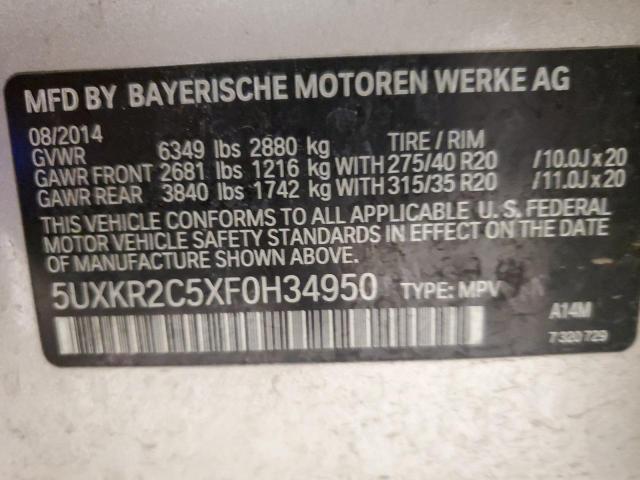 MFD BY BAYERISCHE MOTOREN WERKE AG
08/2014
GVWR 6349 lbs 2880 kg TIRE / RIM
GAWR FRONT 2681 lbs 1216 kg WITH 275/40 R20 /10.0J x 20
GAWR REAR 3840 lbs 1742 kg WITH 315/35 R20 /11.0J x 20
THIS VEHICLE CONFORMS TO ALL APPLICABLE U. S. FEDERAL
MOTOR VEHICLE SAFETY STANDARDS IN EFFECT ON THE DATE
OF MANUFACTURE SHOWN ABOVE.
5UXKR2C5XF0H34950 TYPE: MPV
A14M
7 320 729